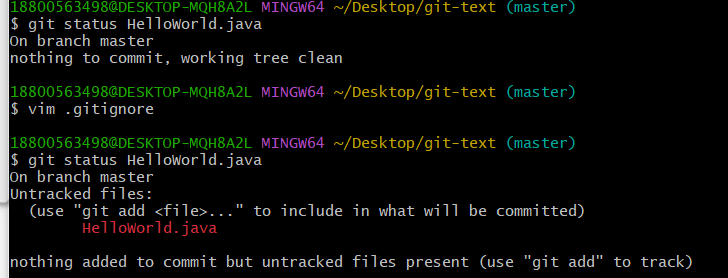 18800563498@DESKTOP-MQH8A2L MINGW64 ~/Desktop/git-text (master)
$ git status HelloWorld.java
On branch master
nothing to commit, working tree clean
18800563498@DESKTOP-MQH8A2L MINGW64 ~/Desktop/git-text (master)
$ vim .gitignore
18800563498@DESKTOP-MQH8A2L MINGW64 ~/Desktop/git-text (master)
$ git status HelloWorld.java
On branch master
Untracked files:
  (use "git add <file>..." to include in what will be committed)
        HelloWorld.java
nothing added to commit but untracked files present (use "git add" to track)